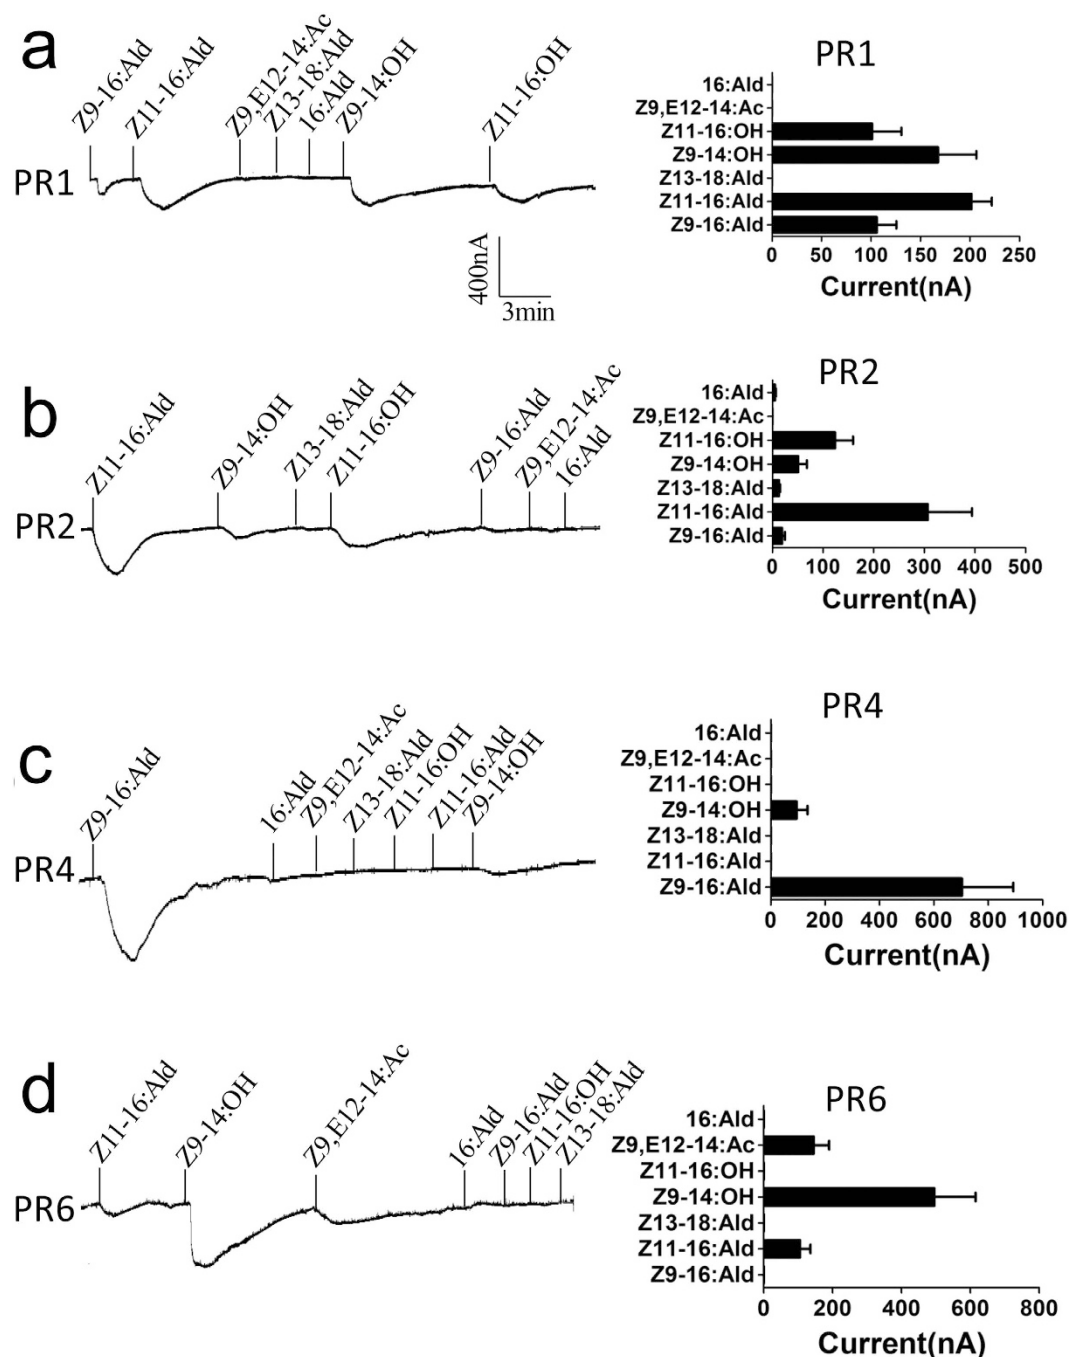 a
Z9-16:Ald
Z11-16:Ald
Z9,E12-14:Ac
Z13-18:Ald
16:Ald
Z9-14:OH
Z11-16:OH
PR1
400nA
3min
PR1
16:Ald
Z9,E12-14:Ac
Z11-16:OH
Z9-14:OH
Z13-18:Ald
Z11-16:Ald
Z9-16:Ald
0 50 100 150 200 250
Current(nA)
b
Z11-16:Ald
Z9-14:OH
Z13-18:Ald
Z11-16:OH
Z9-16:Ald
Z9,E12-14:Ac
16:Ald
PR2
PR2
16:Ald
Z9,E12-14:Ac
Z11-16:OH
Z9-14:OH
Z13-18:Ald
Z11-16:Ald
Z9-16:Ald
0 100 200 300 400 500
Current(nA)
c
Z9-16:Ald
16:Ald
Z9,E12-14:Ac
Z13-18:Ald
Z11-16:OH
Z11-16:Ald
Z9-14:OH
PR4
PR4
16:Ald
Z9,E12-14:Ac
Z11-16:OH
Z9-14:OH
Z13-18:Ald
Z11-16:Ald
Z9-16:Ald
0 200 400 600 800 1000
Current(nA)
d
Z11-16:Ald
Z9-14:OH
Z9,E12-14:Ac
16:Ald
Z9-16:Ald
Z11-16:OH
Z13-18:Ald
PR6
PR6
16:Ald
Z9,E12-14:Ac
Z11-16:OH
Z9-14:OH
Z13-18:Ald
Z11-16:Ald
Z9-16:Ald
0 200 400 600 800
Current(nA)